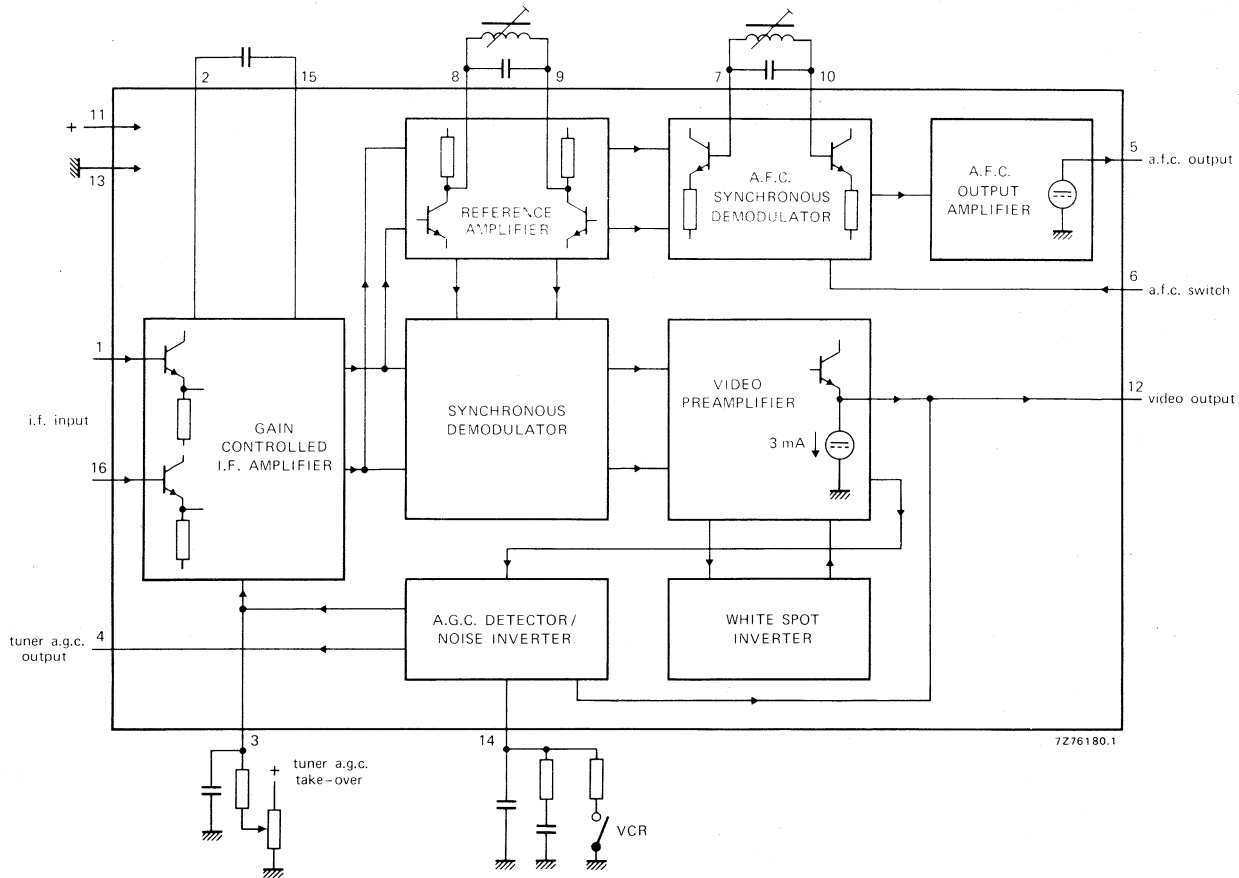 2
15
8
9
7
10
+ 11
13
REFERENCE
AMPLIFIER
A.F.C.
SYNCHRONOUS
DEMODULATOR
A.F.C.
OUTPUT
AMPLIFIER
5
a.f.c. output
6
a.f.c. switch
1
i.f. input
16
GAIN
CONTROLLED
I.F. AMPLIFIER
SYNCHRONOUS
DEMODULATOR
VIDEO
PREAMPLIFIER
3 mA
12
video output
tuner a.g.c.
output
4
A.G.C. DETECTOR/
NOISE INVERTER
WHITE SPOT
INVERTER
7Z76180.1
3
14
+ tuner a.g.c.
take-over
VCR